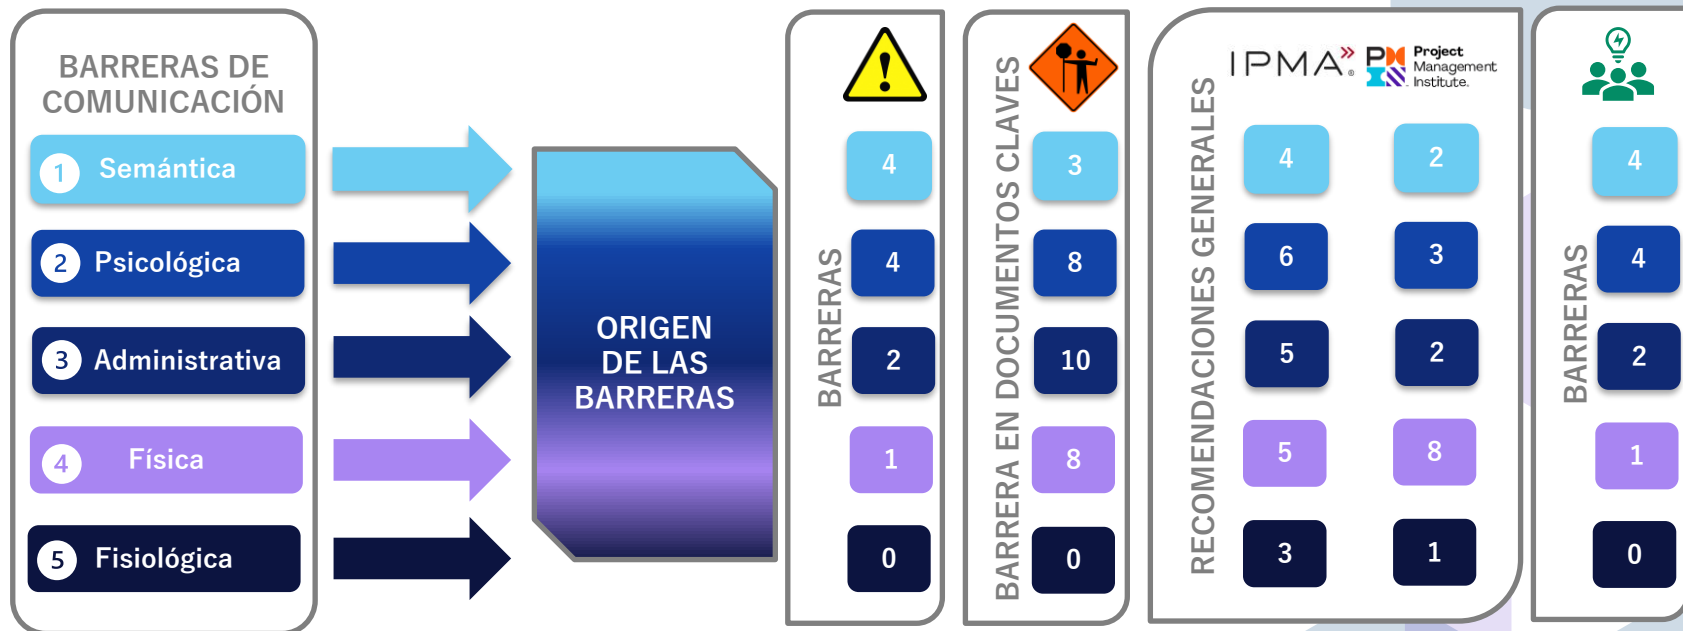 BARRERAS DE
COMUNICACIÓN
1 Semántica
2 Psicológica
3 Administrativa
4 Física
5 Fisiológica
ORIGEN
DE LAS
BARRERAS
BARRERAS
4
4
2
1
0
BARRERA EN DOCUMENTOS CLAVES
3
8
10
8
0
RECOMENDACIONES GENERALES
IPMA®
Project
Management
Institute.
4 2
6 3
5 2
5 8
3 1
BARRERAS
4
4
2
1
0